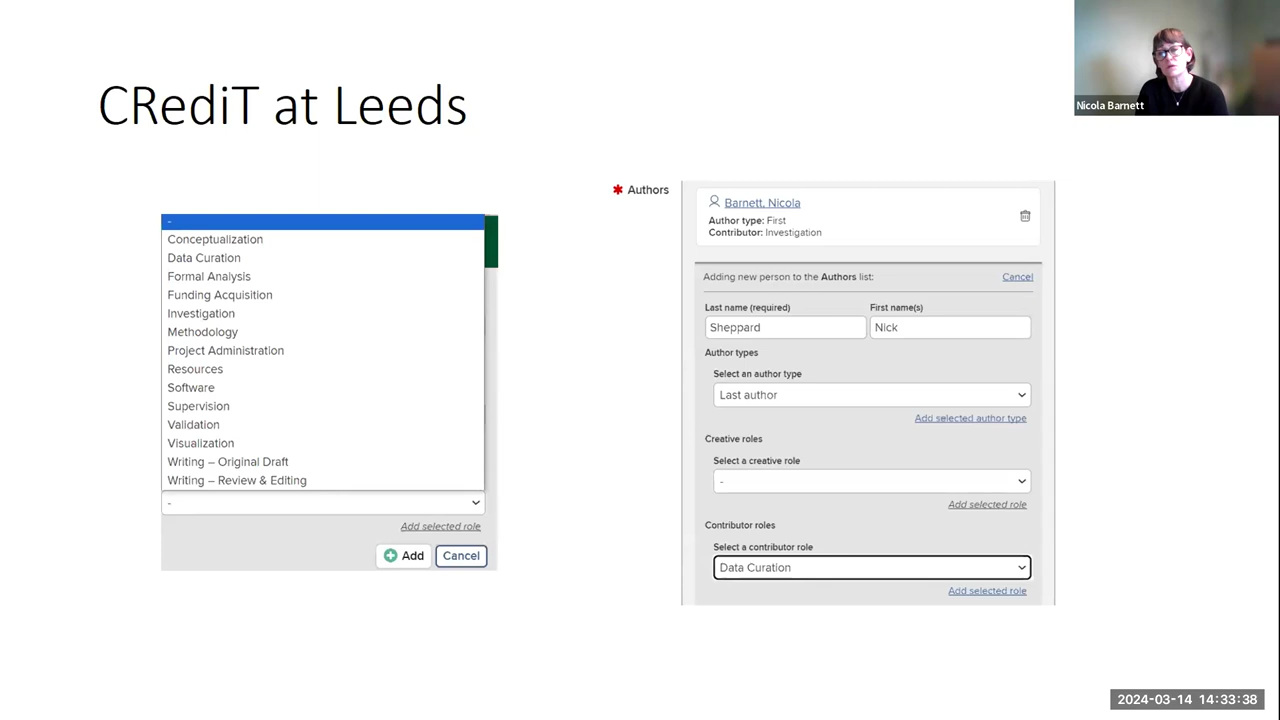 CRediT at Leeds
Nicola Barnett
-
Conceptualization
Data Curation
Formal Analysis
Funding Acquisition
Investigation
Methodology
Project Administration
Resources
Software
Supervision
Validation
Visualization
Writing – Original Draft
Writing – Review & Editing
-
Add selected role
Add
Cancel
✱ Authors
Barnett, Nicola
Author type: First
Contributor: Investigation
Adding new person to the Authors list:
Cancel
Last name (required)
First name(s)
Sheppard
Nick
Author types
Select an author type
Last author
Add selected author type
Creative roles
Select a creative role
-
Add selected role
Contributor roles
Select a contributor role
Data Curation
Add selected role
2024-03-14 14:33:38